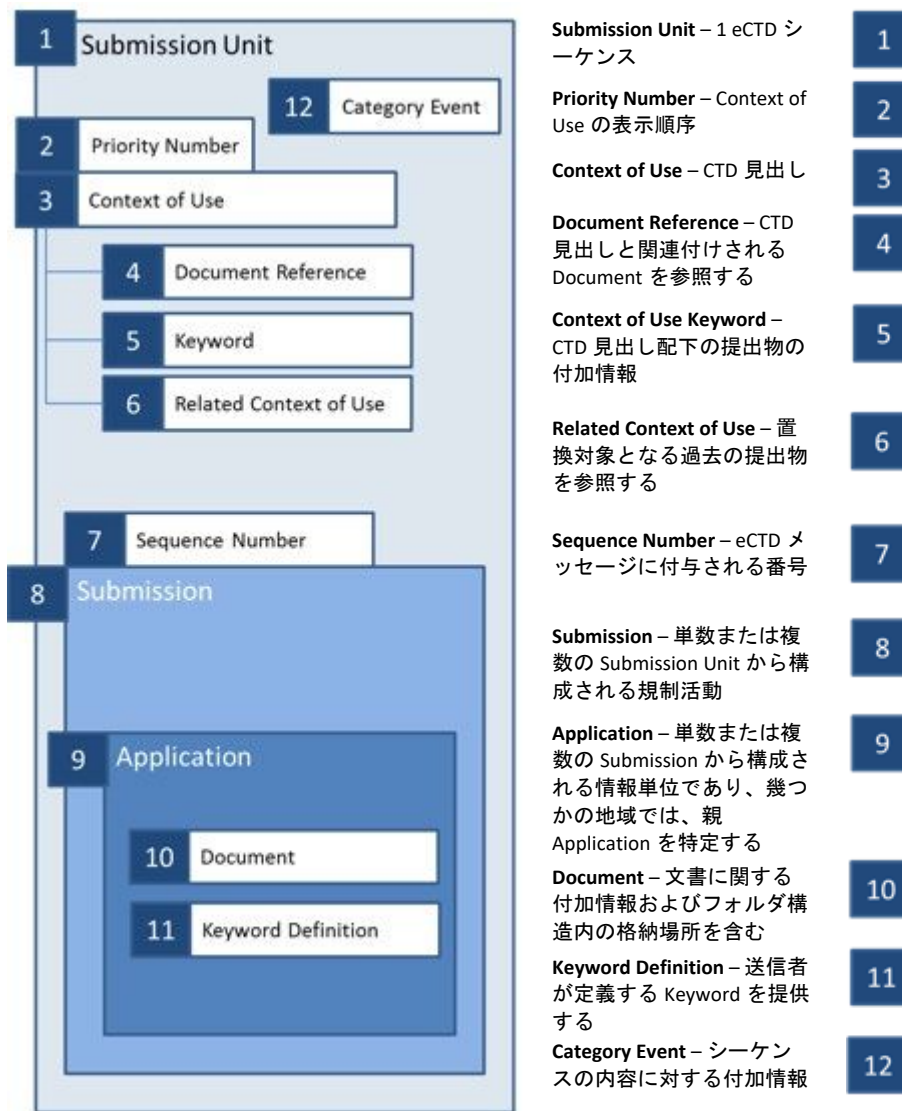 1 Submission Unit
12 Category Event
2 Priority Number
3 Context of Use
4 Document Reference
5 Keyword
6 Related Context of Use
7 Sequence Number
8 Submission
9 Application
10 Document
11 Keyword Definition
Submission Unit – 1 eCTD シ
ーケンス
1
Priority Number – Context of
Use の表示順序
2
Context of Use – CTD 見出し
3
Document Reference – CTD
見出しと関連付けされる
Document を参照する
4
Context of Use Keyword –
CTD 見出し配下の提出物の
付加情報
5
Related Context of Use – 置
換対象となる過去の提出物
を参照する
6
Sequence Number – eCTD メ
ッセージに付与される番号
7
Submission – 単数または複
数の Submission Unit から構
成される規制活動
8
Application – 単数または複
数の Submission から構成さ
れる情報単位であり、幾つ
かの地域では、親
Application を特定する
9
Document – 文書に関する
付加情報およびフォルダ構
造内の格納場所を含む
10
Keyword Definition – 送信者
が定義する Keyword を提供
する
11
Category Event – シーケン
スの内容に対する付加情報
12